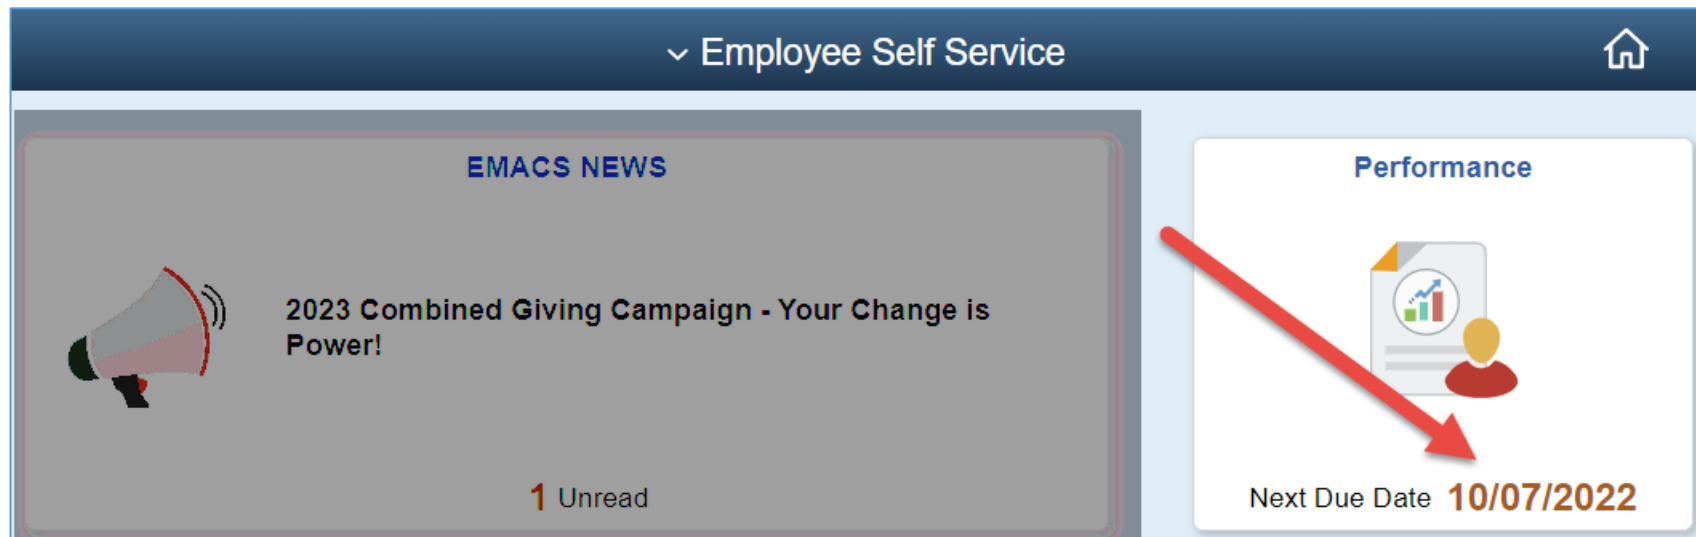 Employee Self Service
EMACS NEWS
2023 Combined Giving Campaign - Your Change is
Power!
1 Unread
Performance
Next Due Date 10/07/2022